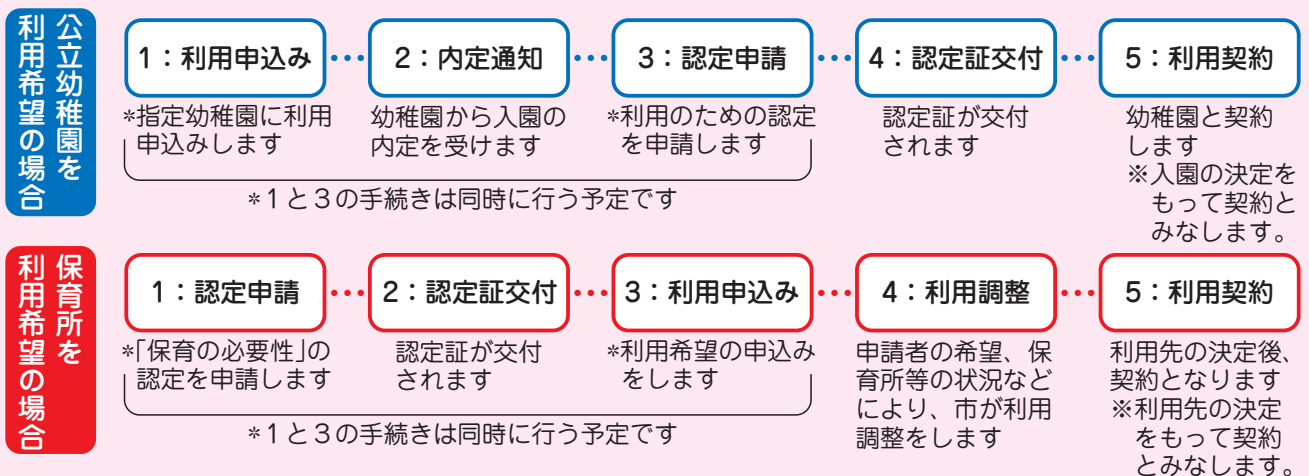 公立幼稚園を
利用希望の場合
1：利用申込み…2：内定通知…3：認定申請…4：認定証交付…5：利用契約
*指定幼稚園に利用
申込みします
幼稚園から入園の
内定を受けます
*利用のための認定
を申請します
認定証が交付
されます
幼稚園と契約
します
※入園の決定を
もって契約と
みなします。
*1と3の手続きは同時に行う予定です
保育所を
利用希望の場合
1：認定申請…2：認定証交付…3：利用申込み…4：利用調整…5：利用契約
*「保育の必要性」の
認定を申請します
認定証が交付
されます
*利用希望の申込み
をします
申請者の希望、保
育所等の状況など
により、市が利用
調整をします
利用先の決定後、
契約となります
※利用先の決定
をもって契約
とみなします。
*1と3の手続きは同時に行う予定です